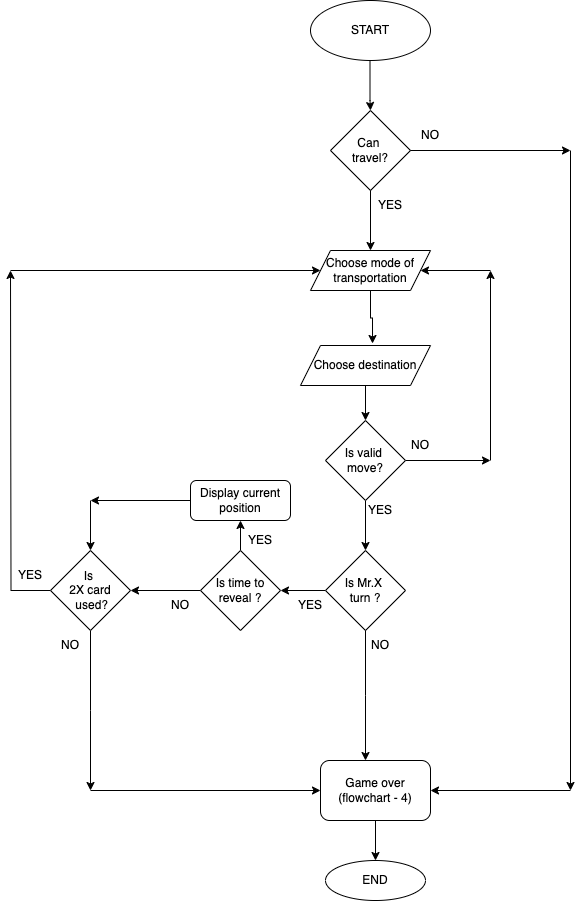 START
NO
Can
travel?
YES
Choose mode of
transportation
Choose destination
NO
Is valid
move?
YES
Display current
position
YES
Is
2X card
used?
YES
Is time to
reveal ?
NO
YES
Is Mr.X
turn ?
NO
NO
Game over
(flowchart - 4)
END